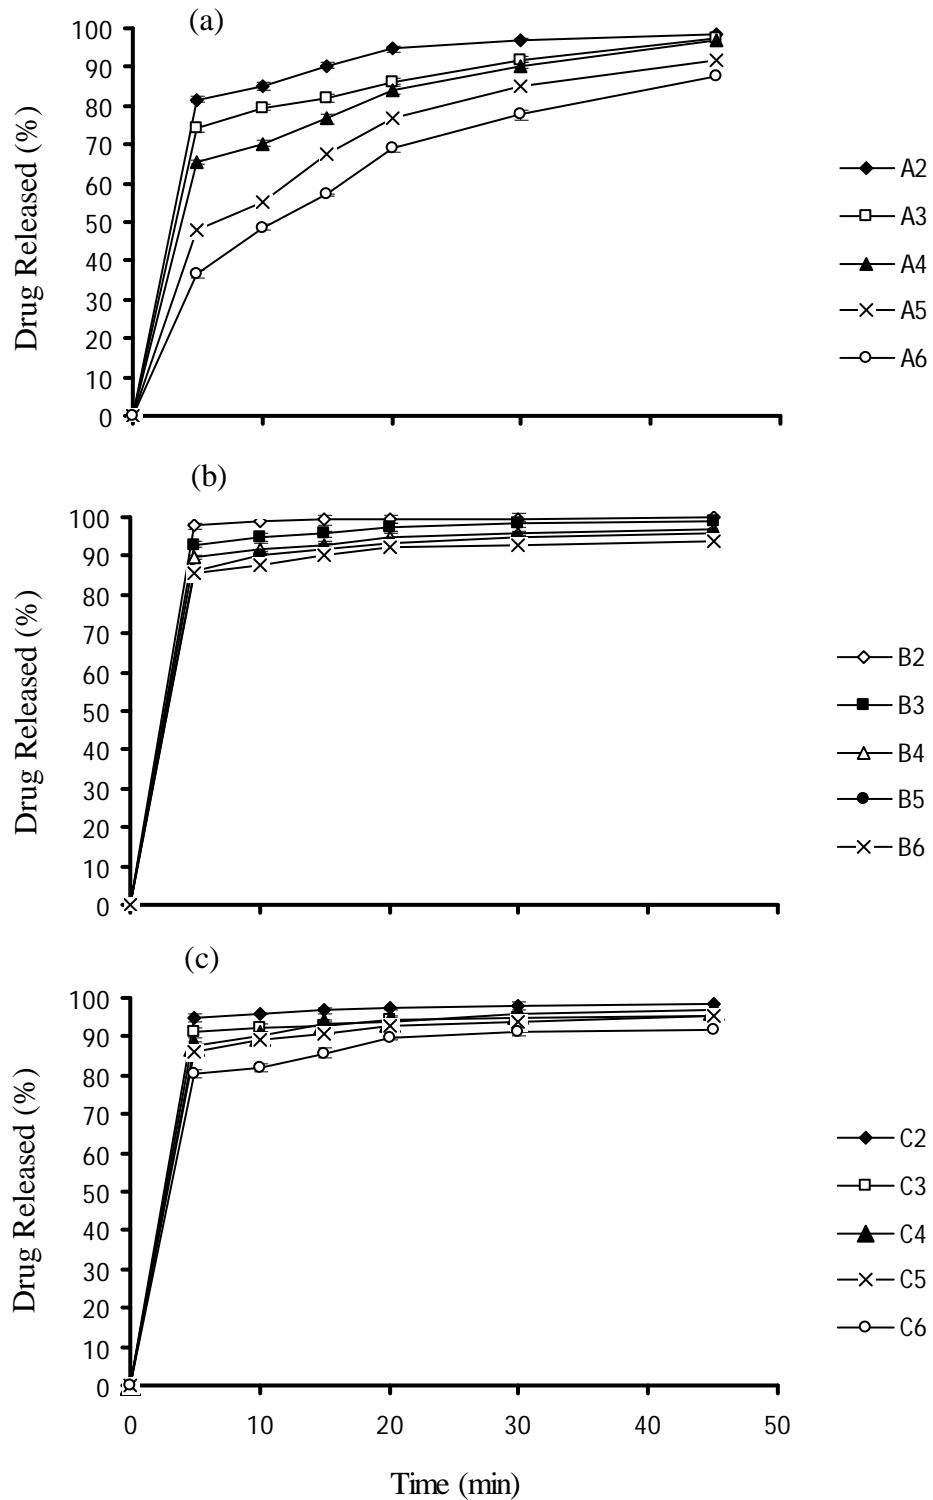 (a)
100
90
80
70
60
50
40
30
20
10
0
Drug Released (%)
A2
A3
A4
A5
A6
(b)
100
90
80
70
60
50
40
30
20
10
0
Drug Released (%)
B2
B3
B4
B5
B6
(c)
100
90
80
70
60
50
40
30
20
10
0
Drug Released (%)
C2
C3
C4
C5
C6
0 10 20 30 40 50
Time (min)